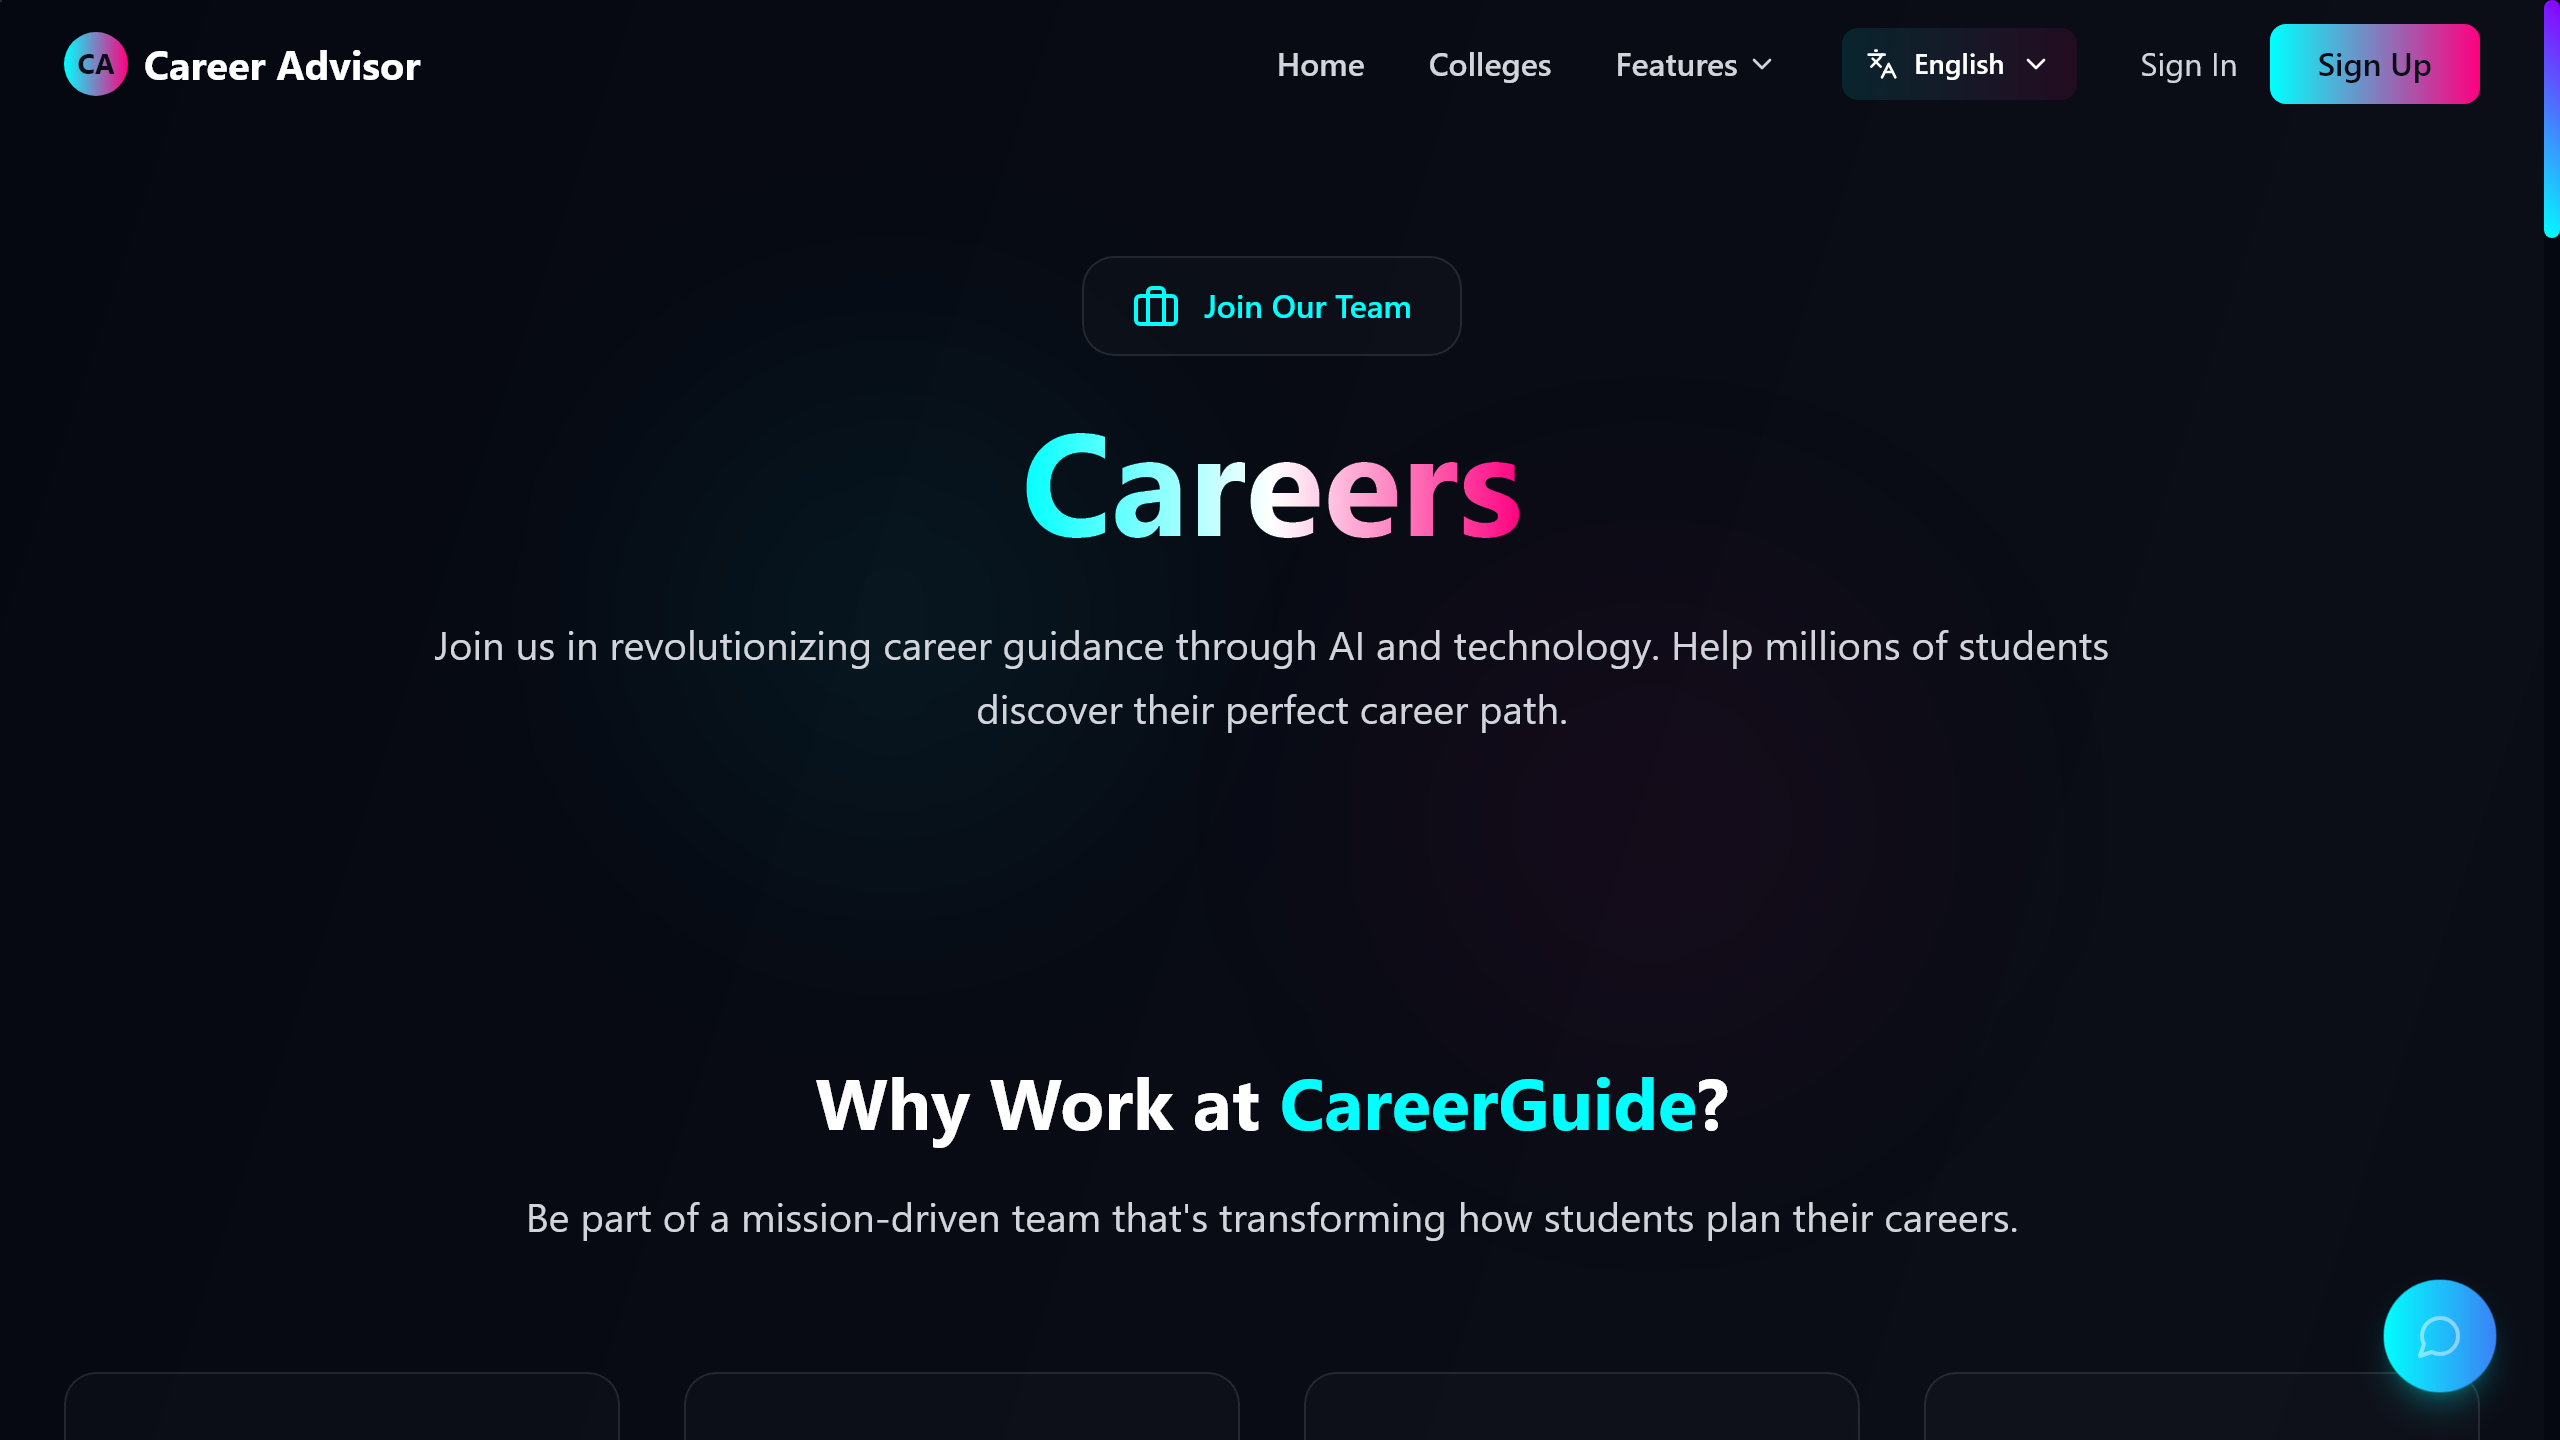 CA Career Advisor
Home Colleges Features English Sign In Sign Up
Join Our Team
Careers
Join us in revolutionizing career guidance through AI and technology. Help millions of students
discover their perfect career path.
Why Work at CareerGuide?
Be part of a mission-driven team that's transforming how students plan their careers.